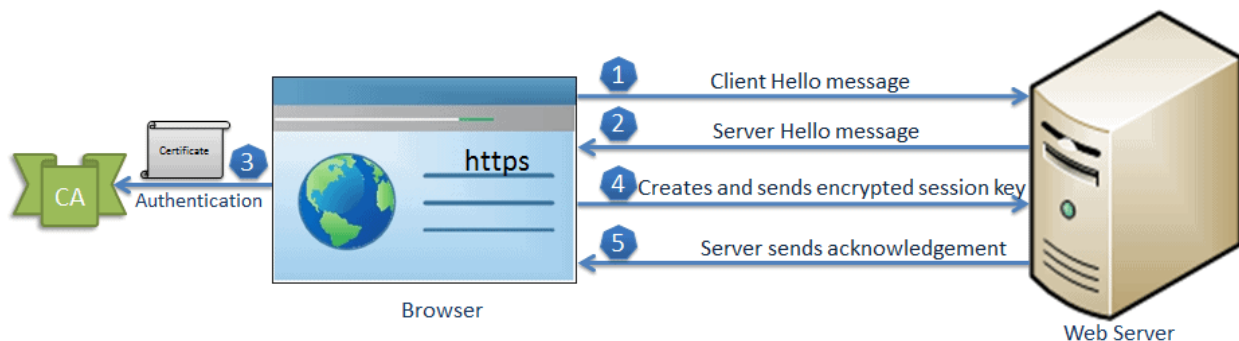 1
Client Hello message
2
Server Hello message
Certificate
3
https
CA
Authentication
4
Creates and sends encrypted session key
5
Server sends acknowledgement
Browser
Web Server